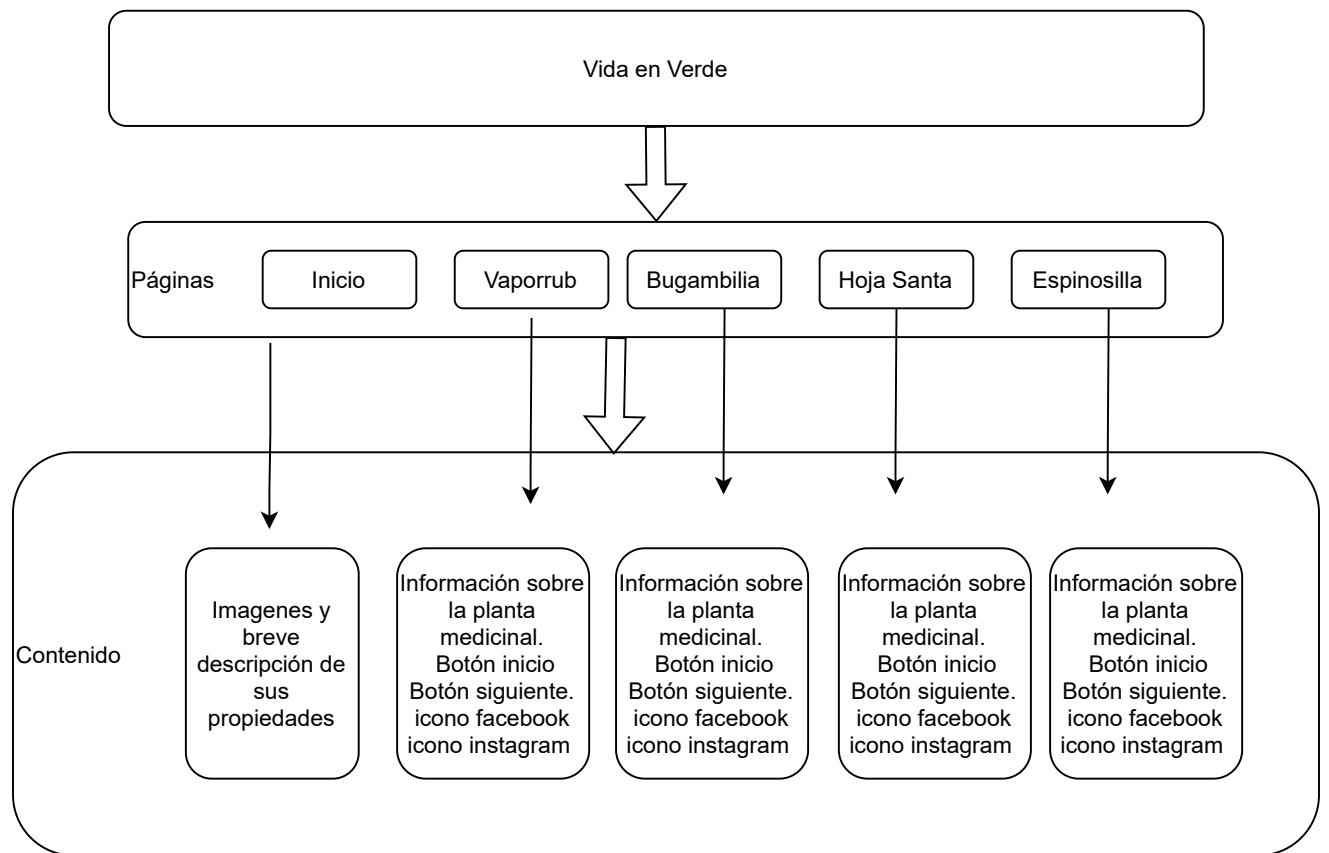 Vida en Verde
Páginas
Inicio
Vaporrub
Bugambilia
Hoja Santa
Espinosilla
Contenido
Imagenes y
breve
descripción de
sus
propiedades
Información sobre
la planta
medicinal.
Botón inicio
Botón siguiente.
icono facebook
icono instagram
Información sobre
la planta
medicinal.
Botón inicio
Botón siguiente.
icono facebook
icono instagram
Información sobre
la planta
medicinal.
Botón inicio
Botón siguiente.
icono facebook
icono instagram
Información sobre
la planta
medicinal.
Botón inicio
Botón siguiente.
icono facebook
icono instagram